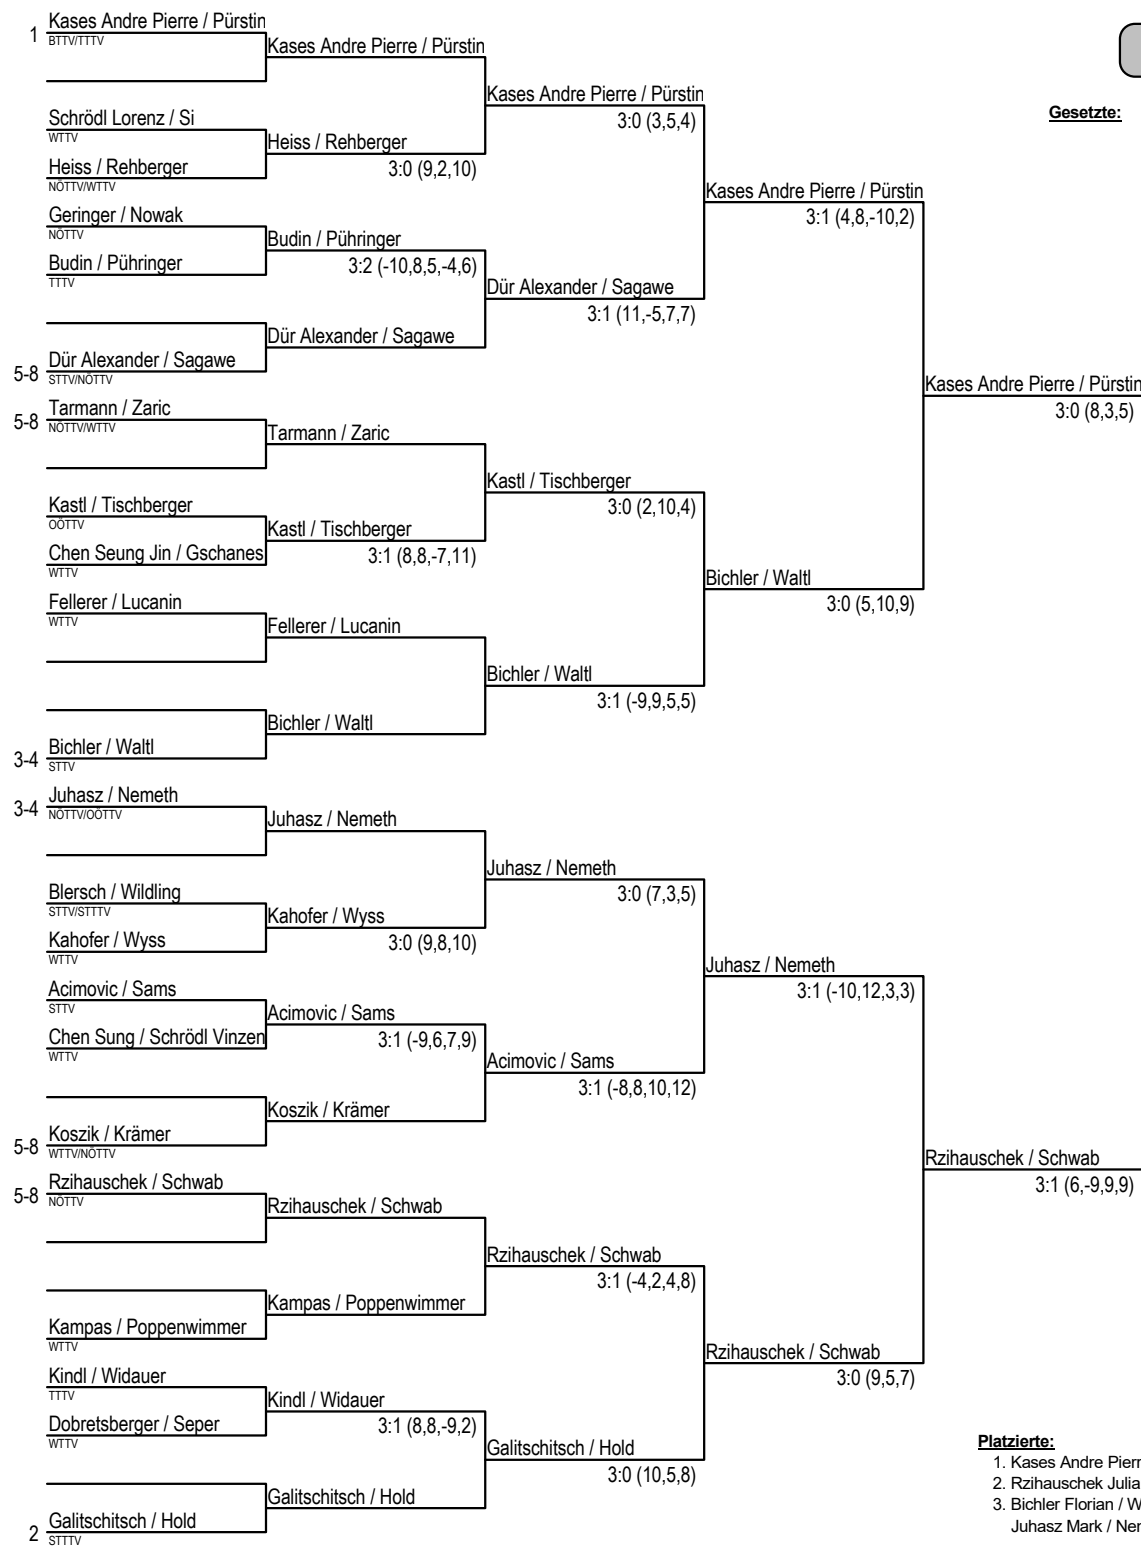 Kases Andre Pierre / Pürstin
1
BTTV/TTTV
Kases Andre Pierre / Pürstin
Kases Andre Pierre / Pürstin
3:0 (3,5,4)
Gesetzte:
Schrödl Lorenz / Si
WTTV
Heiss / Rehberger
3:0 (9,2,10)
Heiss / Rehberger
NÖTTV/WTTV
Kases Andre Pierre / Pürstin
3:1 (4,8,-10,2)
Geringer / Nowak
NÖTTV
Budin / Pühringer
3:2 (-10,8,5,-4,6)
Budin / Pühringer
TTTV
Dür Alexander / Sagawe
3:1 (11,-5,7,7)
Dür Alexander / Sagawe
Dür Alexander / Sagawe
5-8
STTV/NÖTTV
Kases Andre Pierre / Pürstin
3:0 (8,3,5)
Tarmann / Zaric
5-8
NÖTTV/WTTV
Tarmann / Zaric
Kastl / Tischberger
3:0 (2,10,4)
Kastl / Tischberger
OÖTTV
Kastl / Tischberger
3:1 (8,8,-7,11)
Chen Seung Jin / Gschanes
WTTV
Bichler / Waltl
3:0 (5,10,9)
Fellerer / Lucanin
WTTV
Fellerer / Lucanin
Bichler / Waltl
3:1 (-9,9,5,5)
Bichler / Waltl
Bichler / Waltl
3-4
STTV
Juhasz / Nemeth
3-4
NÖTTV/OÖTTV
Juhasz / Nemeth
Juhasz / Nemeth
3:0 (7,3,5)
Blersch / Wildling
STTV/STTTV
Kahofer / Wyss
3:0 (9,8,10)
Kahofer / Wyss
WTTV
Juhasz / Nemeth
3:1 (-10,12,3,3)
Acimovic / Sams
STTV
Acimovic / Sams
3:1 (-9,6,7,9)
Chen Sung / Schrödl Vinzen
WTTV
Acimovic / Sams
3:1 (-8,8,10,12)
Koszik / Krämer
Koszik / Krämer
5-8
WTTV/NÖTTV
Rzihauschek / Schwab
3:1 (6,-9,9,9)
Rzihauschek / Schwab
5-8
NÖTTV
Rzihauschek / Schwab
Rzihauschek / Schwab
3:1 (-4,2,4,8)
Kampas / Poppenwimmer
Kampas / Poppenwimmer
WTTV
Rzihauschek / Schwab
3:0 (9,5,7)
Kindl / Widauer
TTTV
Kindl / Widauer
3:1 (8,8,-9,2)
Dobretsberger / Seper
WTTV
Galitschitsch / Hold
3:0 (10,5,8)
Galitschitsch / Hold
Galitschitsch / Hold
2
STTTV
Platzierte:
1. Kases Andre Pierr
2. Rzihauschek Julia
3. Bichler Florian / W
Juhasz Mark / Ner